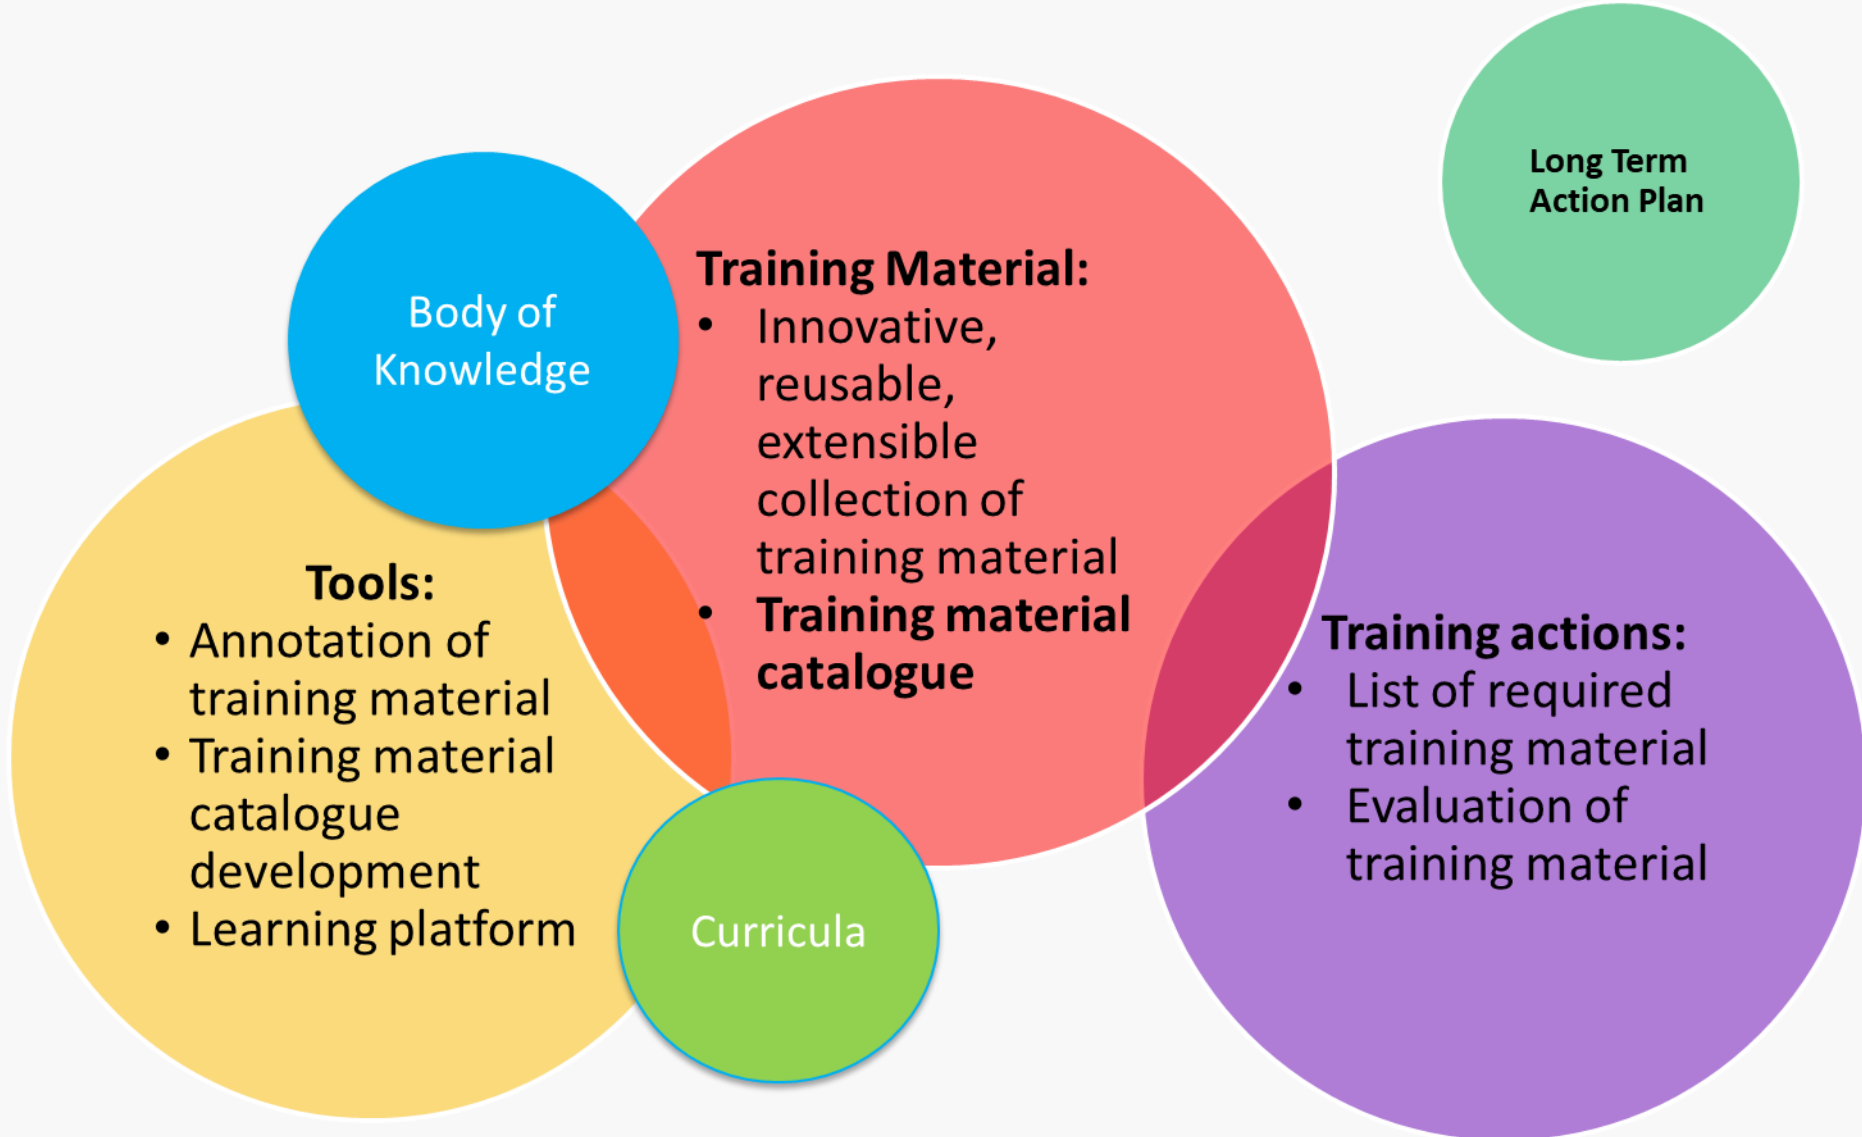 Long Term
Action Plan
Body of
Knowledge
Training Material:
• Innovative,
reusable,
extensible
collection of
training material
• Training material
catalogue
Tools:
• Annotation of
training material
• Training material
catalogue
development
• Learning platform
Curricula
Training actions:
• List of required
training material
• Evaluation of
training material